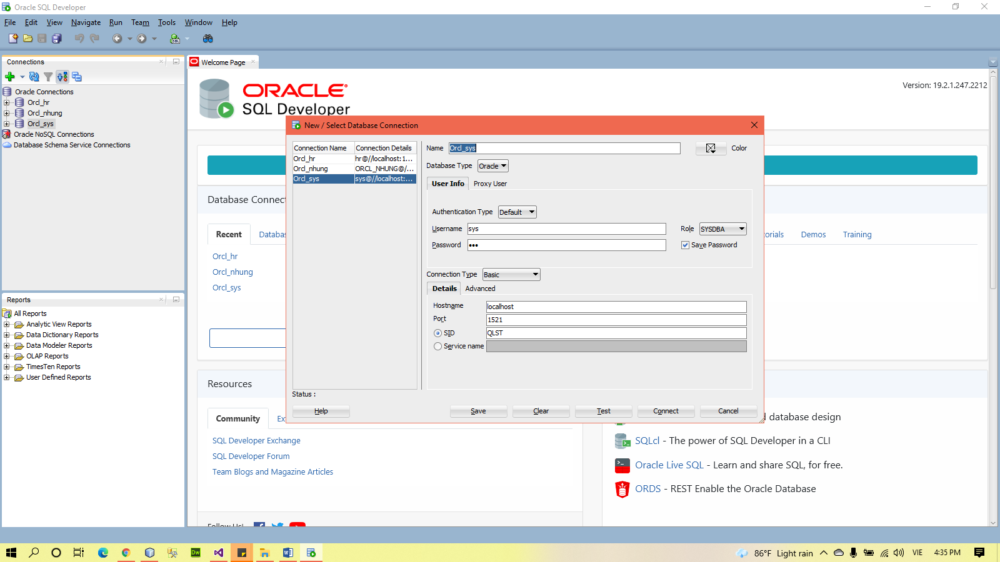 Oracle SQL Developer
File Edit View Navigate Run Team Tools Window Help
Connections
Oracle Connections
Orcl_hr
Orcl_nhung
Orcl_sys
Oracle NoSQL Connections
Database Schema Service Connections
Reports
All Reports
Analytic View Reports
Data Dictionary Reports
Data Modeler Reports
OLAP Reports
TimesTen Reports
User Defined Reports
Welcome Page
ORACLE
SQL Developer
Version: 19.2.1.247.2212
Database Connect
Recent Databas
Orcl_hr
Orcl_nhung
Orcl_sys
orials Demos Training
Resources
Community Ex
SQL Developer Exchange
SQL Developer Forum
Team Blogs and Magazine Articles
Follow Us!
database design
SQLcl - The power of SQL Developer in a CLI
Oracle Live SQL - Learn and share SQL, for free.
ORDS - REST Enable the Oracle Database
New / Select Database Connection
Connection Name Connection Details
Orcl_hr hr@//localhost:1...
Orcl_nhung ORCL_NHUNG@/...
Orcl_sys sys@//localhost:...
Name Orcl_sys Color
Database Type Oracle
User Info Proxy User
Authentication Type Default
Username sys Role SYSDBA
Password ••• Save Password
Connection Type Basic
Details Advanced
Hostname localhost
Port 1521
SID QLST
Service name
Status :
Help Save Clear Test Connect Cancel
86°F Light rain VIE 4:35 PM